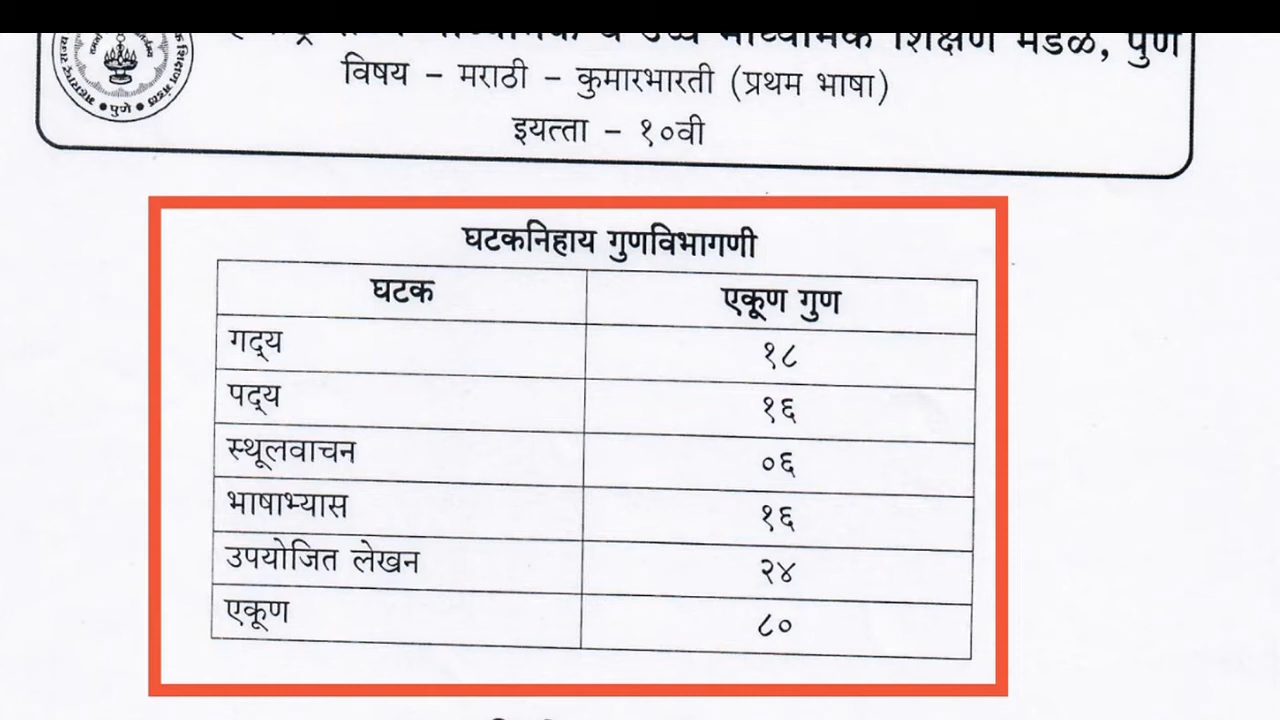 शिक्षण मंडळ, पुणे
विषय – मराठी – कुमारभारती (प्रथम भाषा)
पुणे
इयत्ता – १०वी
घटकनिहाय गुणविभागणी
घटक एकूण गुण
गद्‌य १८
पद्‌य १६
स्थूलवाचन ०६
भाषाभ्यास १६
उपयोजित लेखन २४
एकूण ८०